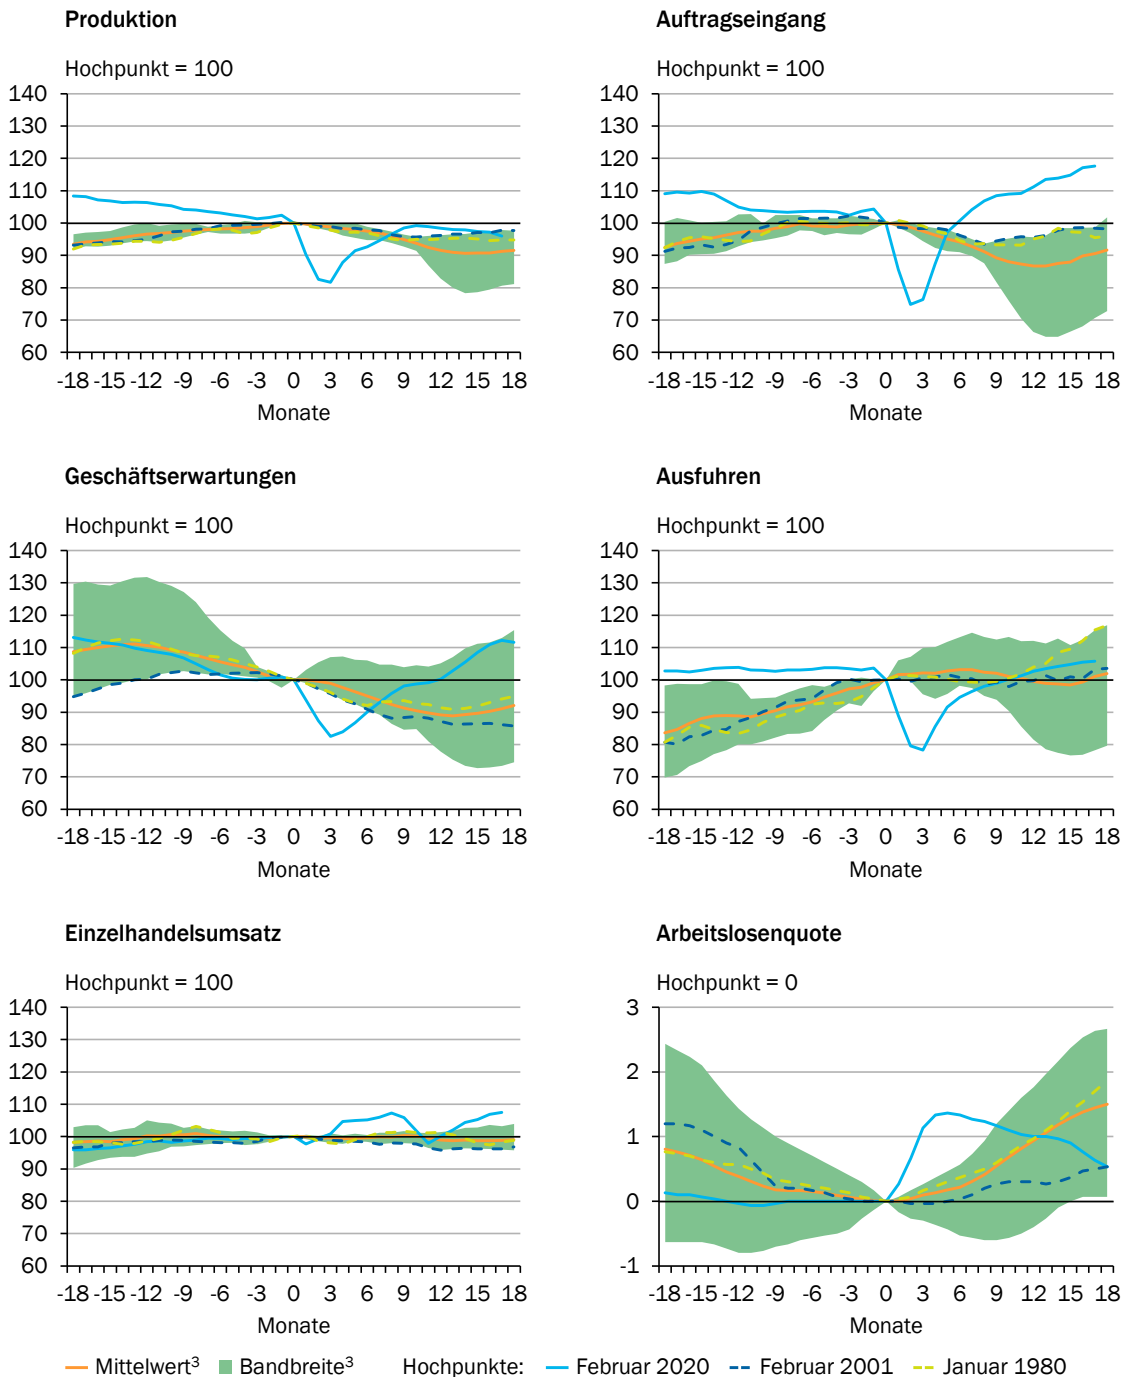 Produktion
Hochpunkt = 100
140
130
120
110
100
90
80
70
60
-18 -15 -12 -9 -6 -3 0 3 6 9 12 15 18
Monate
Auftragseingang
Hochpunkt = 100
140
130
120
110
100
90
80
70
60
-18 -15 -12 -9 -6 -3 0 3 6 9 12 15 18
Monate
Geschäftserwartungen
Hochpunkt = 100
140
130
120
110
100
90
80
70
60
-18 -15 -12 -9 -6 -3 0 3 6 9 12 15 18
Monate
Ausfuhren
Hochpunkt = 100
140
130
120
110
100
90
80
70
60
-18 -15 -12 -9 -6 -3 0 3 6 9 12 15 18
Monate
Einzelhandelsumsatz
Hochpunkt = 100
140
130
120
110
100
90
80
70
60
-18 -15 -12 -9 -6 -3 0 3 6 9 12 15 18
Monate
Arbeitslosenquote
Hochpunkt = 0
3
2
1
0
-1
-18 -15 -12 -9 -6 -3 0 3 6 9 12 15 18
Monate
Mittelwert³ Bandbreite³ Hochpunkte: Februar 2020 Februar 2001 Januar 1980